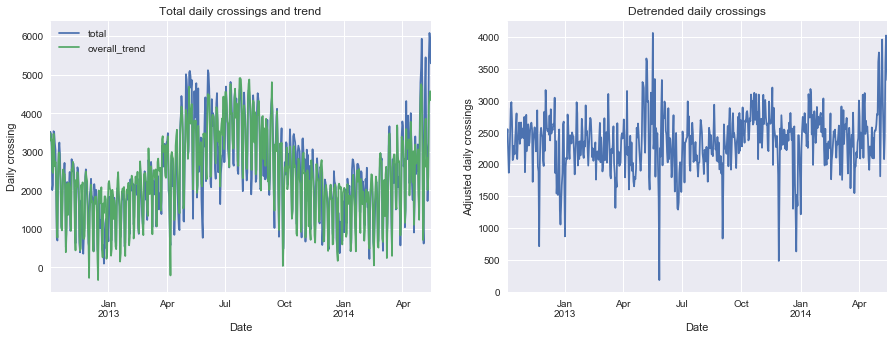 Total daily crossings and trend
total
overall_trend
6000
5000
4000
3000
2000
1000
0
Daily crossing
Jan
2013
Apr
Jul
Oct
Jan
2014
Apr
Date
Detrended daily crossings
4000
3500
3000
2500
2000
1500
1000
500
0
Adjusted daily crossings
Jan
2013
Apr
Jul
Oct
Jan
2014
Apr
Date